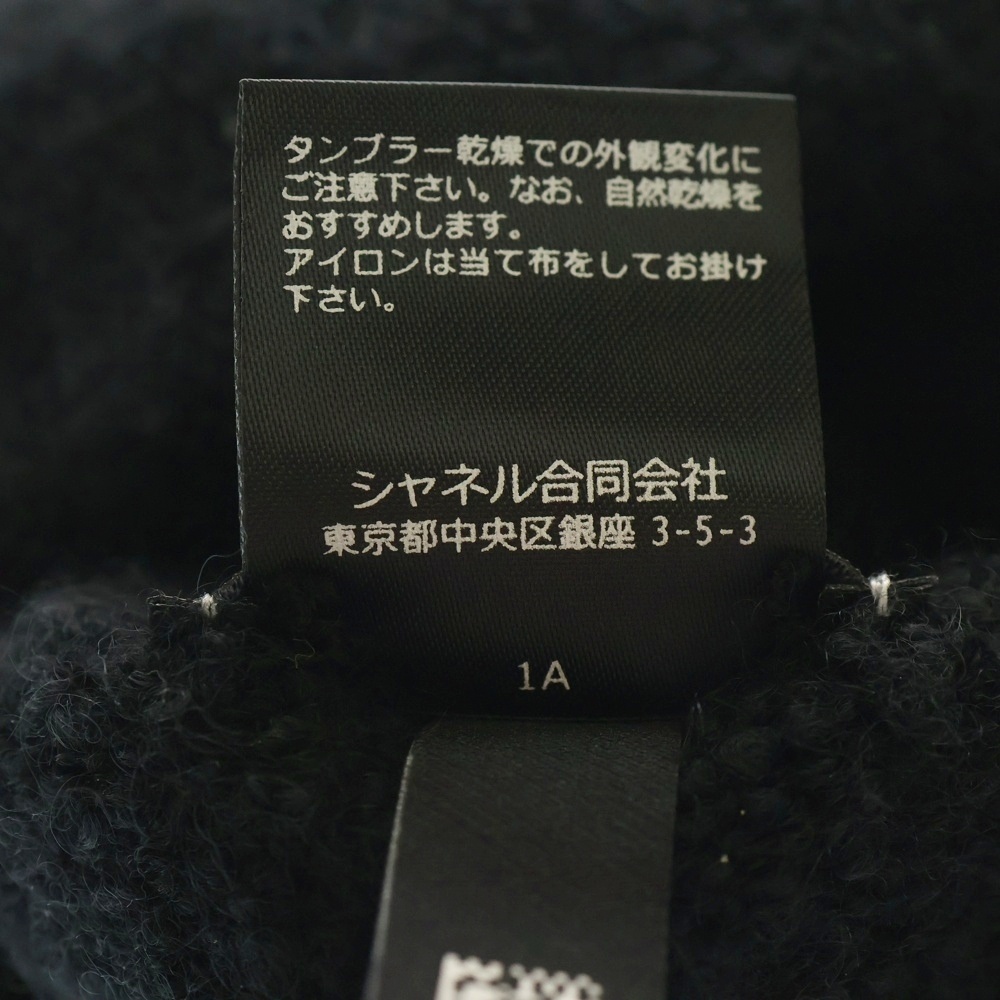 タンブラー乾燥での外観変化に
ご注意下さい。なお、自然乾燥を
おすすめします。
アイロンは当て布をしてお掛け
下さい。
シャネル合同会社
東京都中央区銀座 3-5-3
1A